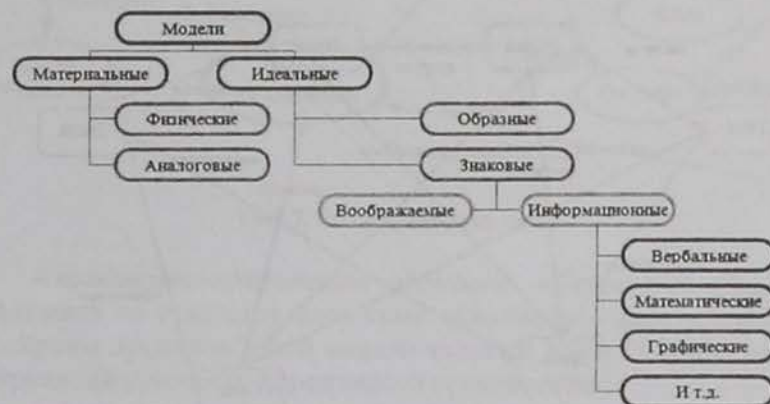 Модели
Материальные Идеальные
Физические Образные
Аналоговые Знаковые
Воображаемые Информационные
Вербальные
Математические
Графические
И т.д.